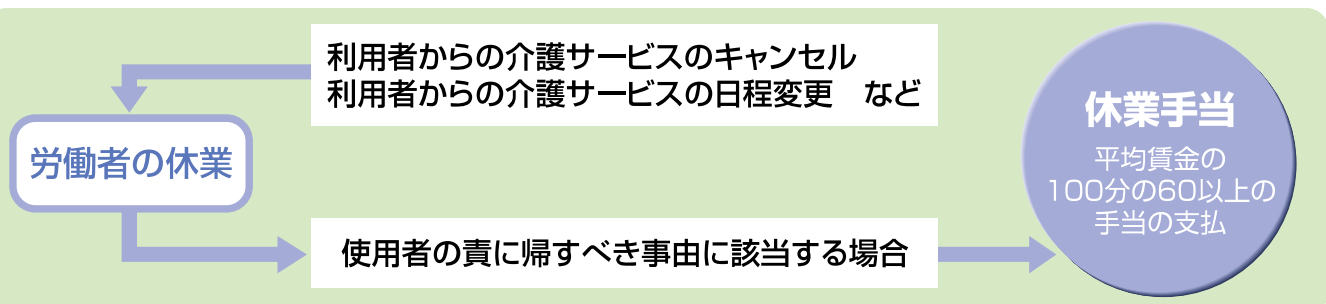 利用者からの介護サービスのキャンセル
利用者からの介護サービスの日程変更　など
労働者の休業
使用者の責に帰すべき事由に該当する場合
休業手当
平均賃金の
100分の60以上の
手当の支払